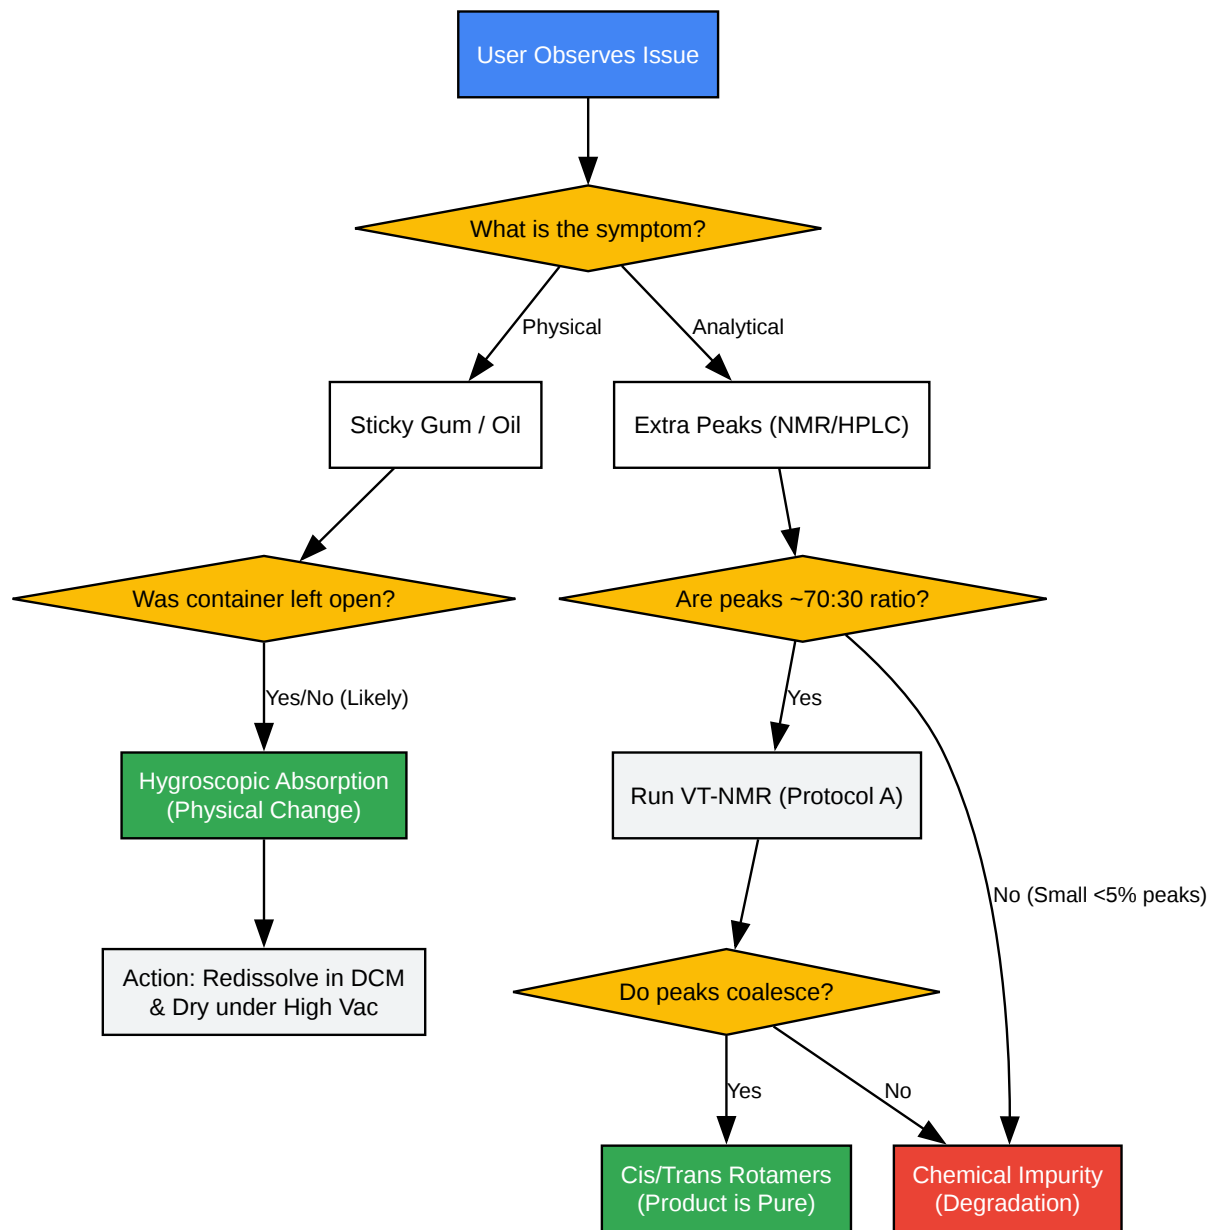 User Observes Issue
What is the symptom?
Physical
Analytical
Sticky Gum / Oil
Extra Peaks (NMR/HPLC)
Was container left open?
Are peaks ~70:30 ratio?
Yes/No (Likely)
Yes
Hygroscopic Absorption
(Physical Change)
Run VT-NMR (Protocol A)
No (Small <5% peaks)
Action: Redissolve in DCM
& Dry under High Vac
Do peaks coalesce?
Yes
No
Cis/Trans Rotamers
(Product is Pure)
Chemical Impurity
(Degradation)